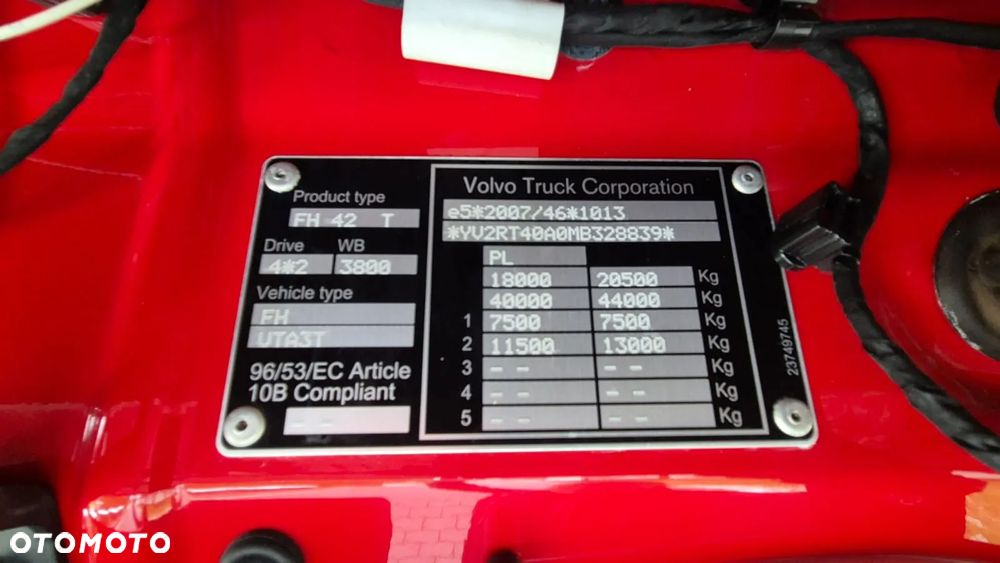 Product type
FH 42 T
Drive WB
4*2 3800
Vehicle type
FH
VTA3T
96/53/EC Article
10B Compliant
- -
Volvo Truck Corporation
e5*2007/46*1013
*YV2RT40A0MB328839*
PL
18000 20500 Kg
40000 44000 Kg
1 7500 7500 Kg
2 11500 13000 Kg
3 - - - - Kg
4 - - - - Kg
5 - - - - Kg
23749745
OTOMOTO